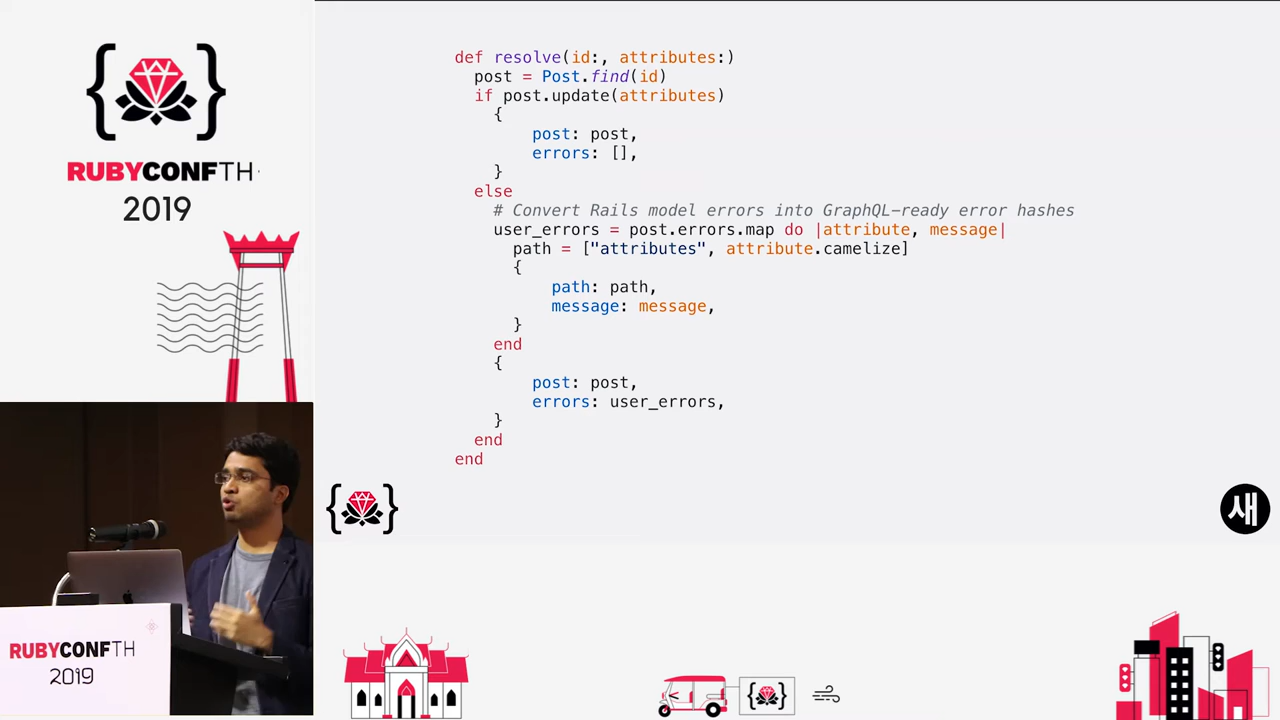 RUBYCONFTH
2019
def resolve(id:, attributes:)
  post = Post.find(id)
  if post.update(attributes)
    {
        post: post,
        errors: [],
    }
  else
    # Convert Rails model errors into GraphQL-ready error hashes
    user_errors = post.errors.map do |attribute, message|
      path = ["attributes", attribute.camelize]
      {
          path: path,
          message: message,
      }
    end
    {
        post: post,
        errors: user_errors,
    }
  end
end
새
RUBYCONFTH
2019